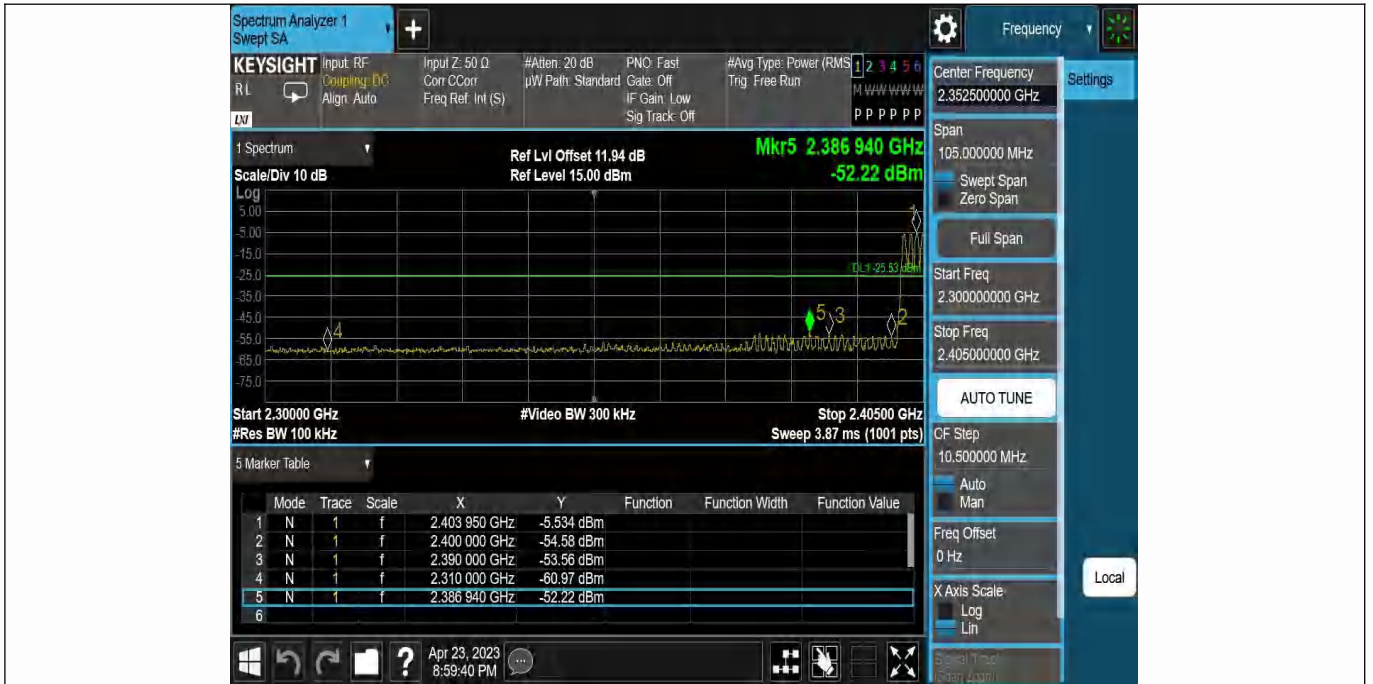 Spectrum Analyzer 1
Swept SA
+
Frequency
KEYSIGHT
RL
LXI
Input: RF
Coupling: DC
Align: Auto
Input Z: 50 Ω
Corr CCorr
Freq Ref: Int (S)
#Atten: 20 dB
µW Path: Standard
PNO: Fast
Gate: Off
IF Gain: Low
Sig Track: Off
#Avg Type: Power (RMS
Trig: Free Run
1 2 3 4 5 6
M W W W W W
P P P P P P
1 Spectrum
Scale/Div 10 dB
Log
Ref Lvl Offset 11.94 dB
Ref Level 15.00 dBm
Mkr5 2.386 940 GHz
-52.22 dBm
5.00
-5.00
-15.0
-25.0
-35.0
-45.0
-55.0
-65.0
-75.0
1
DL1 -25.53 dBm
4
5
3
2
Start 2.30000 GHz
#Video BW 300 kHz
Stop 2.40500 GHz
#Res BW 100 kHz
Sweep 3.87 ms (1001 pts)
5 Marker Table
Mode Trace Scale X Y Function Function Width Function Value
1 N 1 f 2.403 950 GHz -5.534 dBm
2 N 1 f 2.400 000 GHz -54.58 dBm
3 N 1 f 2.390 000 GHz -53.56 dBm
4 N 1 f 2.310 000 GHz -60.97 dBm
5 N 1 f 2.386 940 GHz -52.22 dBm
6
?
Apr 23, 2023
8:59:40 PM
Center Frequency
2.352500000 GHz
Settings
Span
105.000000 MHz
Swept Span
Zero Span
Full Span
Start Freq
2.300000000 GHz
Stop Freq
2.405000000 GHz
AUTO TUNE
CF Step
10.500000 MHz
Auto
Man
Freq Offset
0 Hz
X Axis Scale
Log
Lin
Local
Signal Track
(Span Zoom)